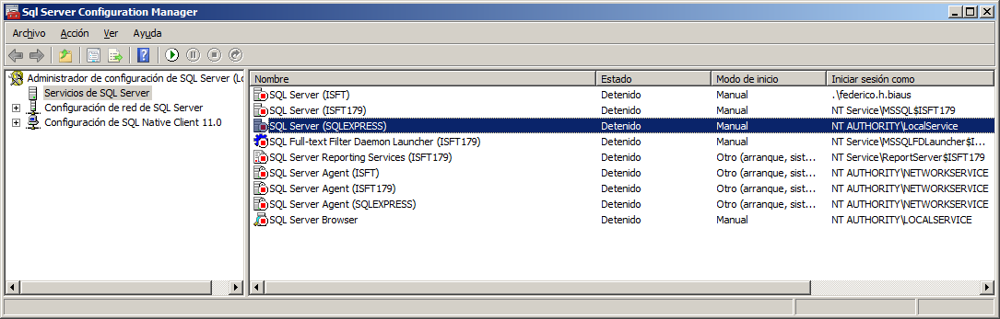 Sql Server Configuration Manager
Archivo Acción Ver Ayuda
Administrador de configuración de SQL Server (Lo
Servicios de SQL Server
Configuración de red de SQL Server
Configuración de SQL Native Client 11.0
Nombre Estado Modo de inicio Iniciar sesión como
SQL Server (ISFT) Detenido Manual .\federico.h.biaus
SQL Server (ISFT179) Detenido Manual NT Service\MSSQL$ISFT179
SQL Server (SQLEXPRESS) Detenido Manual NT AUTHORITY\LocalService
SQL Full-text Filter Daemon Launcher (ISFT179) Detenido Manual NT Service\MSSQLFDLauncher$I...
SQL Server Reporting Services (ISFT179) Detenido Otro (arranque, sist... NT Service\ReportServer$ISFT179
SQL Server Agent (ISFT) Detenido Otro (arranque, sist... NT AUTHORITY\NETWORKSERVICE
SQL Server Agent (ISFT179) Detenido Otro (arranque, sist... NT AUTHORITY\NETWORKSERVICE
SQL Server Agent (SQLEXPRESS) Detenido Otro (arranque, sist... NT AUTHORITY\NETWORKSERVICE
SQL Server Browser Detenido Manual NT AUTHORITY\LOCALSERVICE